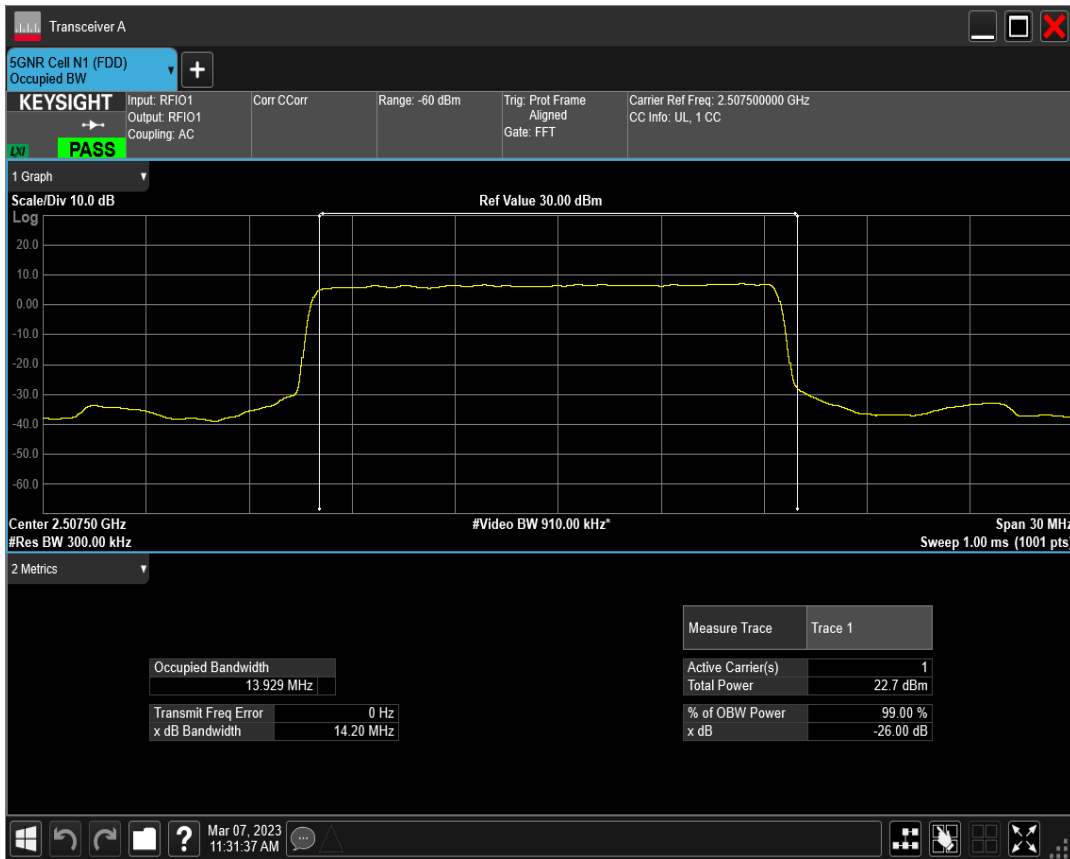 Transceiver A
5GNR Cell N1 (FDD)
Occupied BW
+
KEYSIGHT
LXI
PASS
Input: RFIO1
Output: RFIO1
Coupling: AC
Corr CCorr
Range: -60 dBm
Trig: Prot Frame
Aligned
Gate: FFT
Carrier Ref Freq: 2.507500000 GHz
CC Info: UL, 1 CC
1 Graph
Scale/Div 10.0 dB
Ref Value 30.00 dBm
Log
20.0
10.0
0.00
-10.0
-20.0
-30.0
-40.0
-50.0
-60.0
Center 2.50750 GHz
#Video BW 910.00 kHz*
Span 30 MHz
#Res BW 300.00 kHz
Sweep 1.00 ms (1001 pts)
2 Metrics
Measure Trace Trace 1
Occupied Bandwidth
13.929 MHz
Transmit Freq Error 0 Hz
x dB Bandwidth 14.20 MHz
Active Carrier(s) 1
Total Power 22.7 dBm
% of OBW Power 99.00 %
x dB -26.00 dB
?
Mar 07, 2023
11:31:37 AM